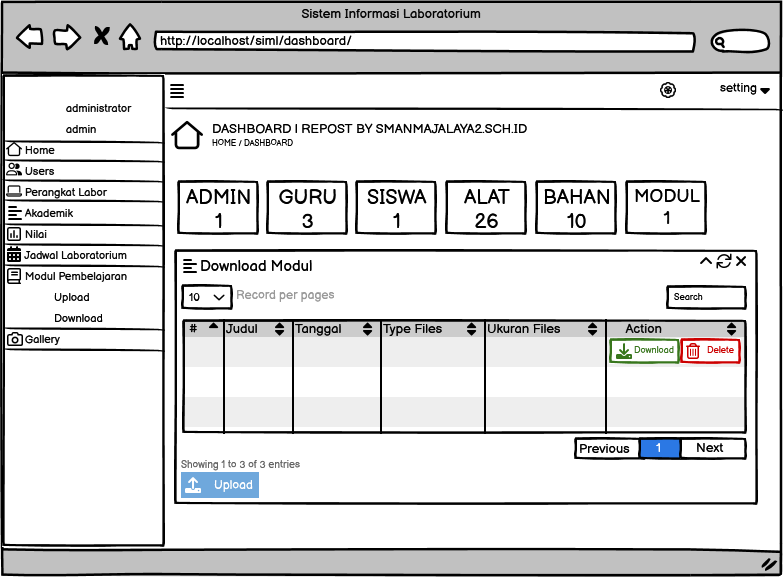 Sistem Informasi Laboratorium
http://localhost/siml/dashboard/
setting
administrator
admin
Home
Users
Perangkat Labor
Akademik
Nilai
Jadwal Laboratorium
Modul Pembelajaran
Upload
Download
Gallery
DASHBOARD | REPOST BY SMANMAJALAYA2.SCH.ID
HOME / DASHBOARD
ADMIN GURU SISWA ALAT BAHAN MODUL
1 3 1 26 10 1
Download Modul
10 Record per pages Search
# Judul Tanggal Type Files Ukuran Files Action
Download Delete
Previous 1 Next
Showing 1 to 3 of 3 entries
Upload